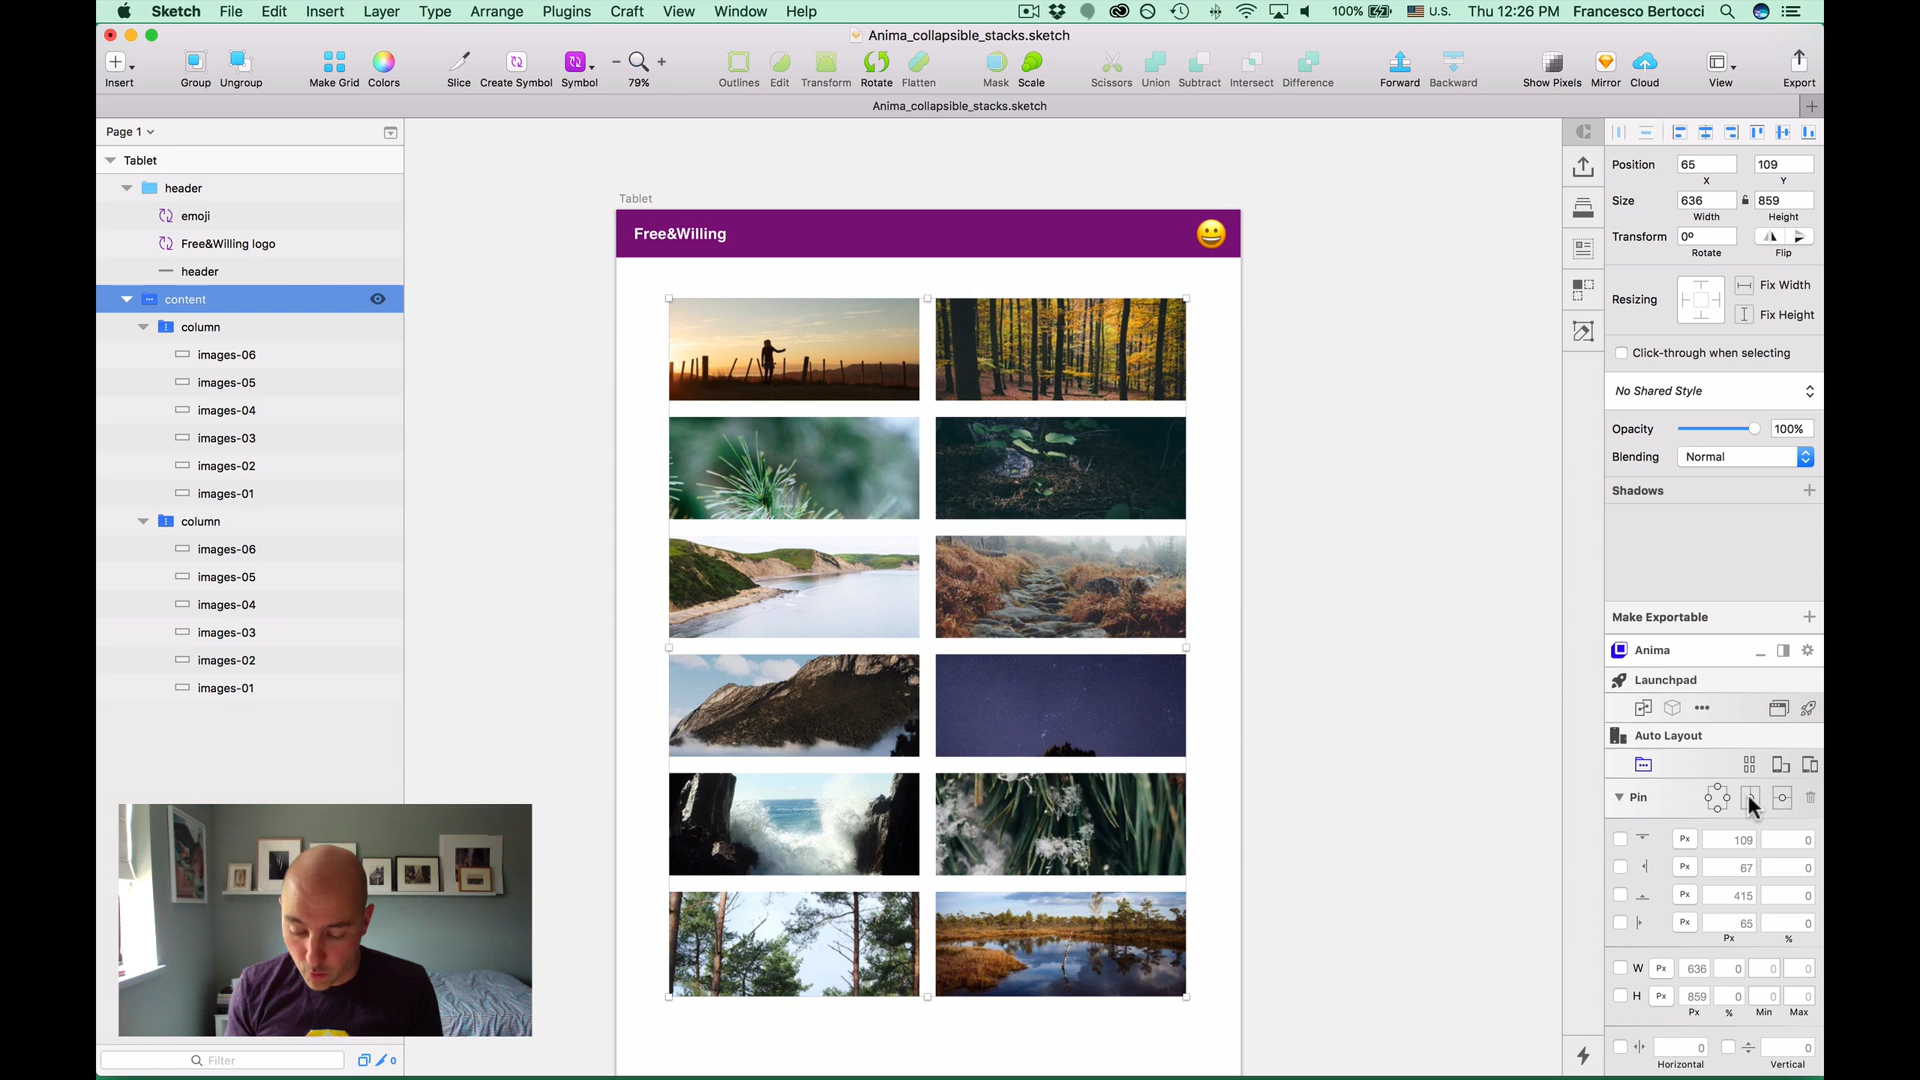 Sketch File Edit Insert Layer Type Arrange Plugins Craft View Window Help 100% U.S. Thu 12:26 PM Francesco Bertocci
Anima_collapsible_stacks.sketch
Insert Group Ungroup Make Grid Colors Slice Create Symbol Symbol 79% Outlines Edit Transform Rotate Flatten Mask Scale Scissors Union Subtract Intersect Difference Forward Backward Show Pixels Mirror Cloud View Export
Anima_collapsible_stacks.sketch
Page 1
Tablet
header
emoji
Free&Willing logo
header
content
column
images-06
images-05
images-04
images-03
images-02
images-01
column
images-06
images-05
images-04
images-03
images-02
images-01
Filter 0
Tablet
Free&Willing
Position 65 109
X Y
Size 636 859
Width Height
Transform 0º
Rotate Flip
Resizing Fix Width
Fix Height
Click-through when selecting
No Shared Style
Opacity 100%
Blending Normal
Shadows
Make Exportable
Anima
Launchpad
Auto Layout
Pin
Px 109 0
Px 67 0
Px 415 0
Px 65 0
Px %
W Px 636 0 0 0
H Px 859 0 0 0
Px % Min Max
0 0
Horizontal Vertical